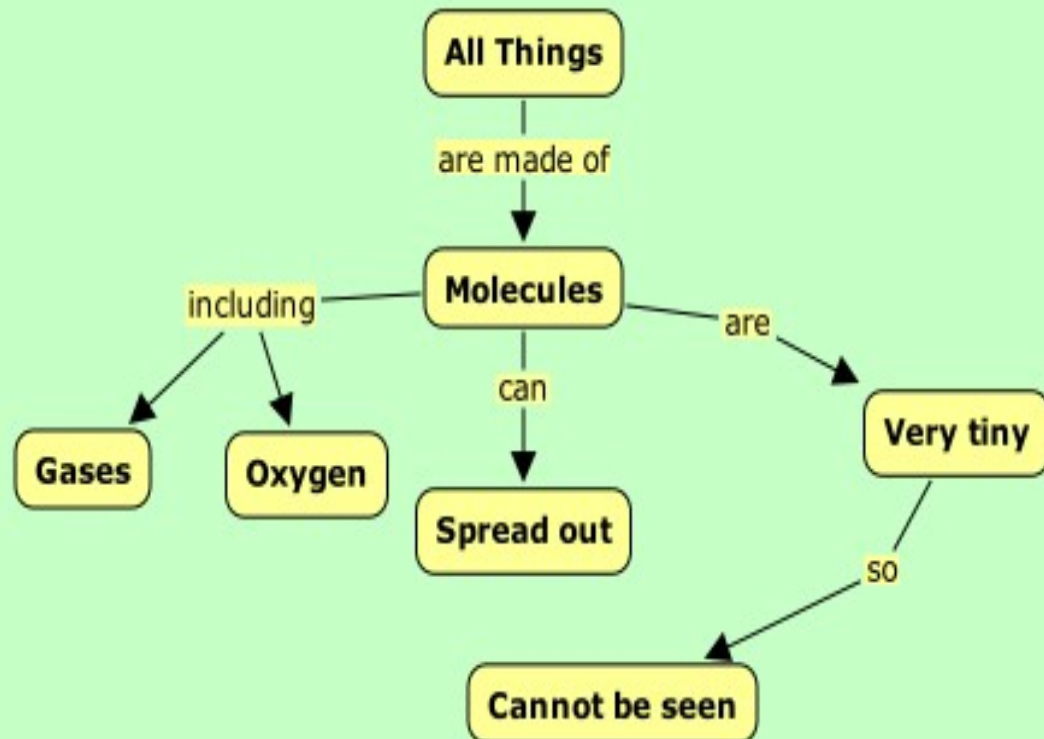 All Things
are made of
Molecules
including
are
can
Gases
Oxygen
Spread out
Very tiny
so
Cannot be seen